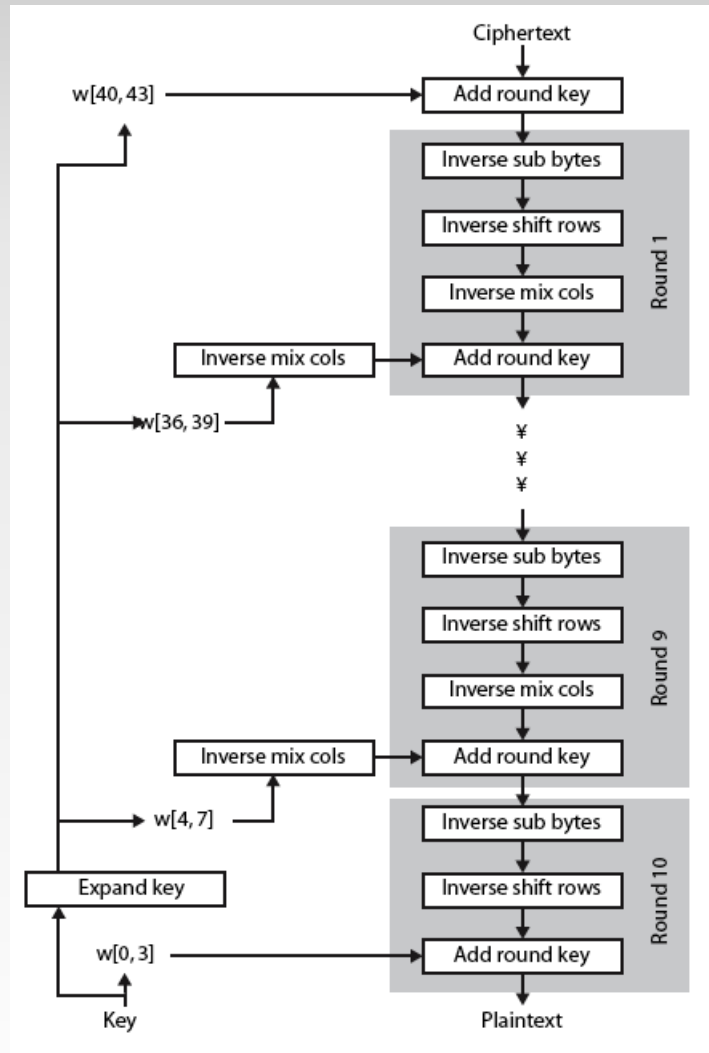 Ciphertext
w[40, 43]
Add round key
Inverse sub bytes
Inverse shift rows
Round 1
Inverse mix cols
Inverse mix cols
Add round key
w[36, 39]
¥
¥
¥
Inverse sub bytes
Inverse shift rows
Round 9
Inverse mix cols
Inverse mix cols
Add round key
w[4, 7]
Inverse sub bytes
Expand key
Inverse shift rows
Round 10
w[0, 3]
Add round key
Key
Plaintext